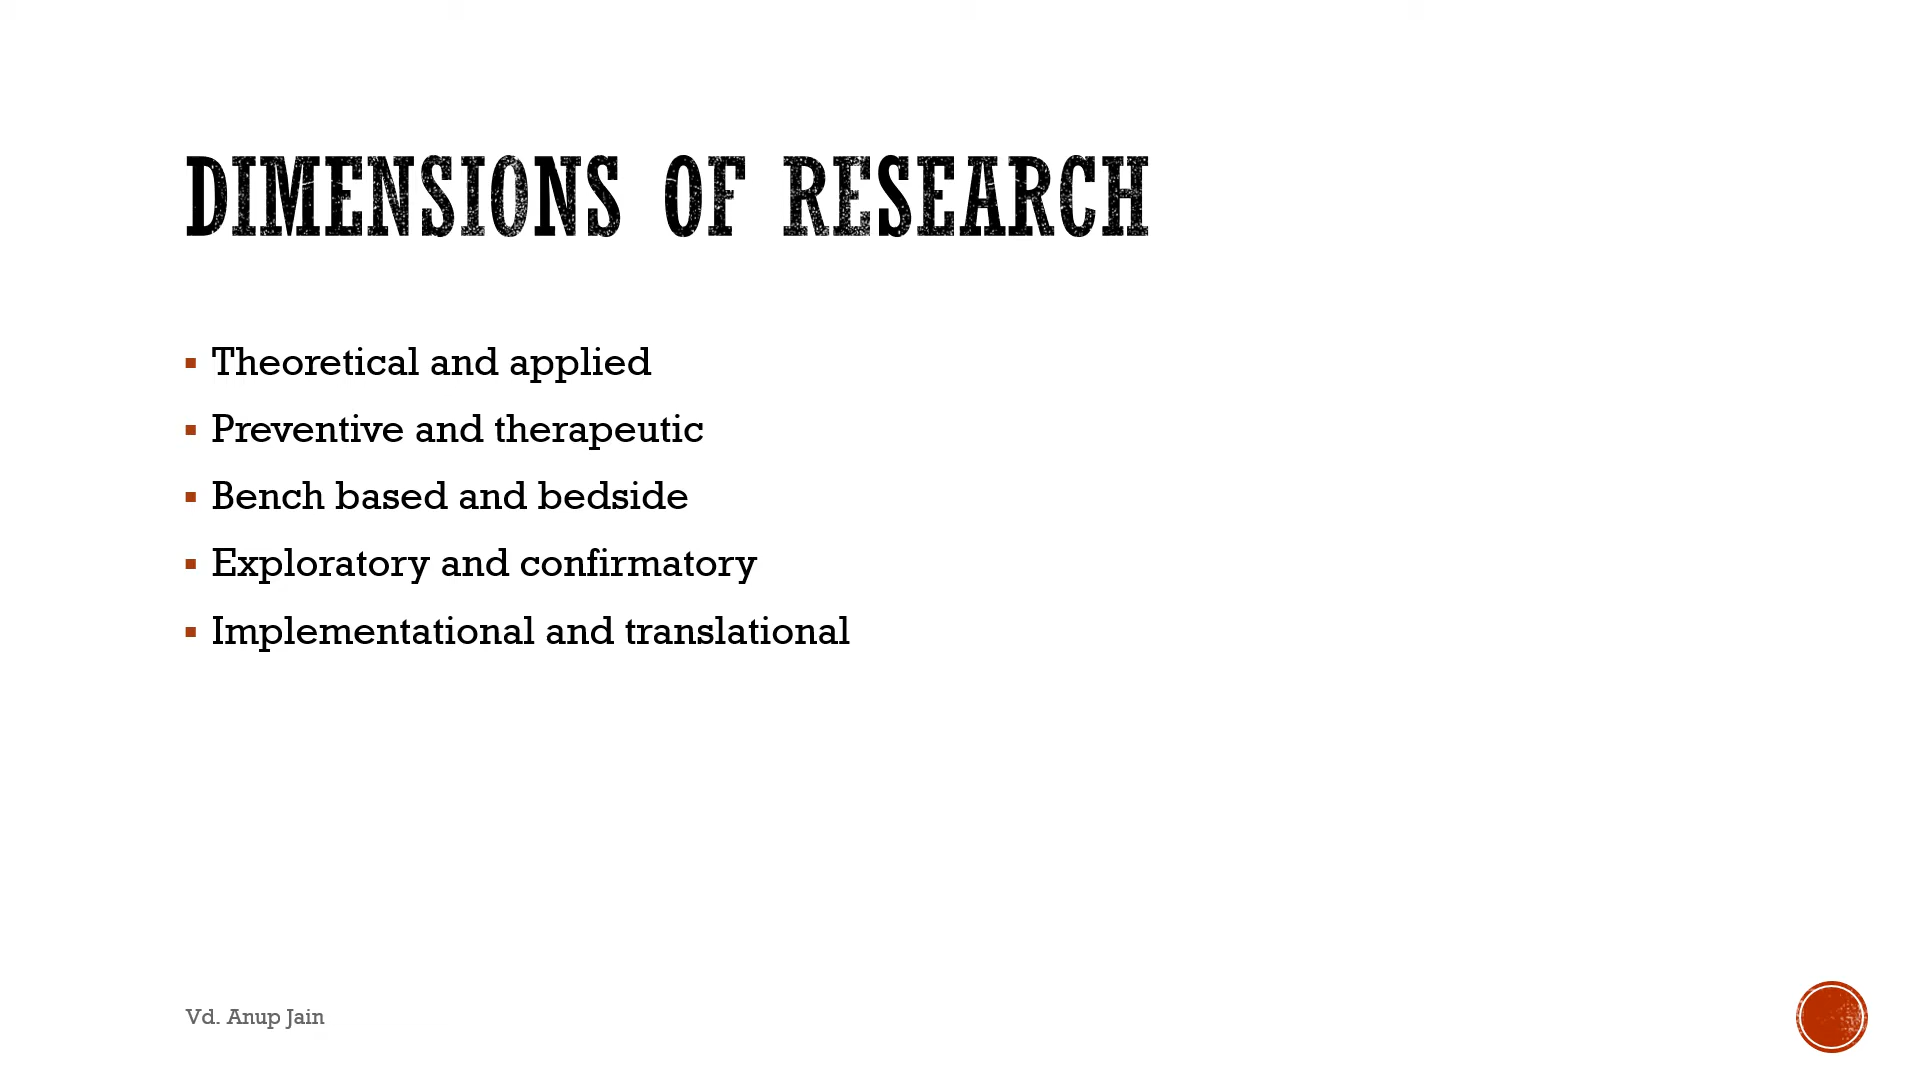 DIMENSIONS OF RESEARCH
Theoretical and applied
Preventive and therapeutic
Bench based and bedside
Exploratory and confirmatory
Implementational and translational
Vd. Anup Jain